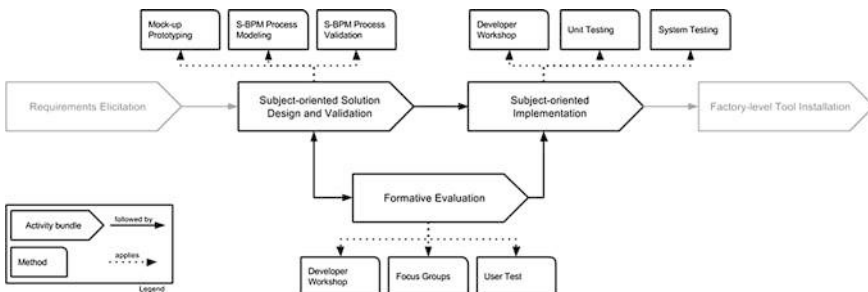 Mock-up
Prototyping
S-BPM Process
Modeling
S-BPM Process
Validation
Developer
Workshop
Unit Testing
System Testing
Requirements Elicitation
Subject-oriented Solution
Design and Validation
Subject-oriented
Implementation
Factory-level Tool Installation
Formative Evaluation
Activity bundle
followed by
Method
applies
Legend
Developer
Workshop
Focus Groups
User Test